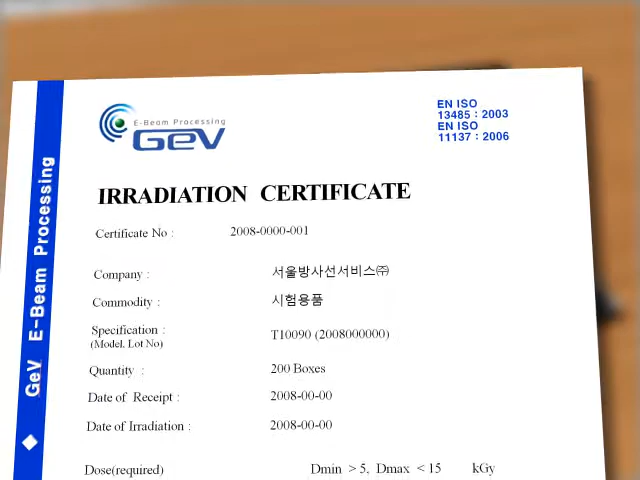 GeV E-Beam Processing
E-Beam Processing
GeV
EN ISO
13485 : 2003
EN ISO
11137 : 2006
IRRADIATION CERTIFICATE
Certificate No : 2008-0000-001
Company : 서울방사선서비스㈜
Commodity : 시험용품
Specification : T10090 (2008000000)
(Model. Lot No)
Quantity : 200 Boxes
Date of Receipt : 2008-00-00
Date of Irradiation : 2008-00-00
Dose(required) Dmin > 5, Dmax < 15 kGy